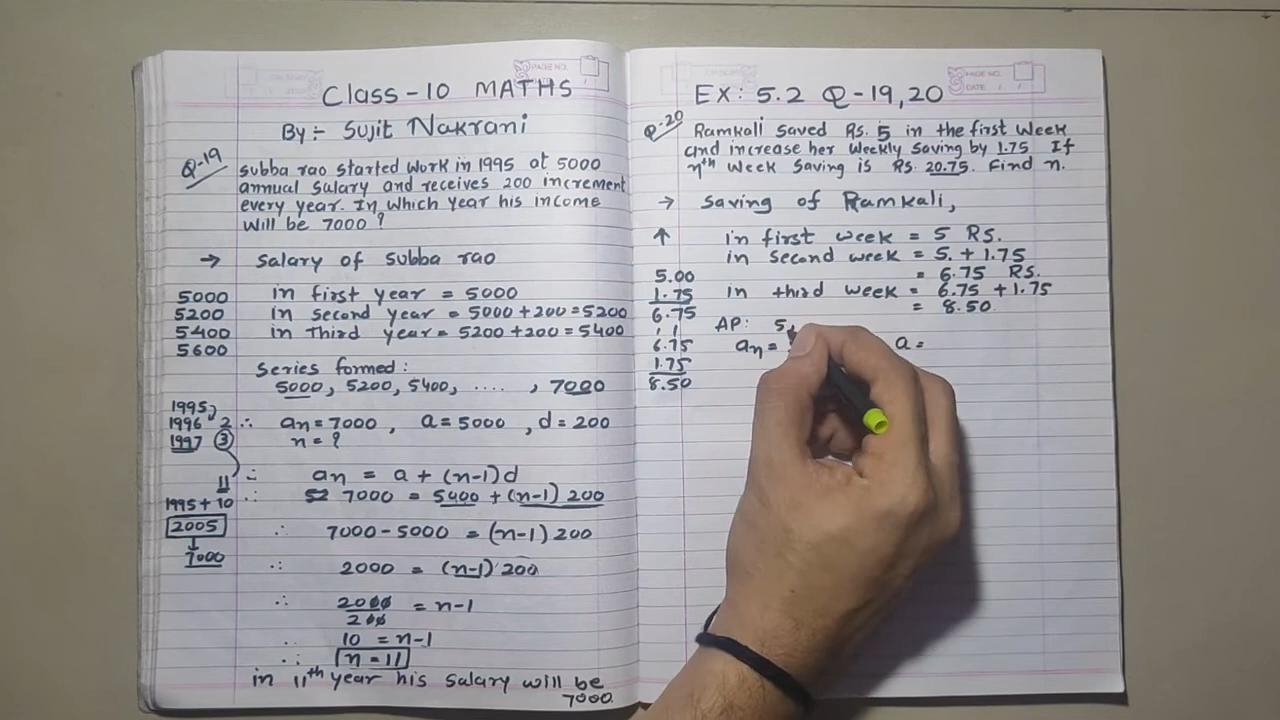 Class-10 MATHS
By:- Sujit Nakrani
Q-19
subba rao started work in 1995 at 5000
annual salary and receives 200 increment
every year. In which year his income
will be 7000 ?
→ salary of subba rao
5000 in first year = 5000
5200 in second year = 5000+200=5200
5400 in third year = 5200+200=5400
5600
series formed:
5000, 5200, 5400, ...., 7000
1995
1996 2 ∴ an=7000, a=5000, d=200
1997 3 n=?
11 ∴ an = a+(n-1)d
1995+10 ∴ 52 7000 = 5400+(n-1) 200
2005 ∴ 7000-5000 = (n-1) 200
7000
∴ 2000 = (n-1) 200
∴ 2000/200 = n-1
∴ 10 = n-1
∴ n=11
in 11th year his salary will be
7000.
PAGE NO.
EX: 5.2 Q-19,20
PAGE NO.
DATE / /
Q-20
Ramkali saved Rs. 5 in the first week
and increase her weekly saving by 1.75 If
nth week saving is Rs. 20.75. Find n.
→ saving of Ramkali,
↑ in first week = 5 RS.
in second week = 5. + 1.75
5.00 = 6.75 RS.
1.75 in third week = 6.75 +1.75
6.75 = 8.50
AP: 5,
6.75 an= a=
1.75
8.50